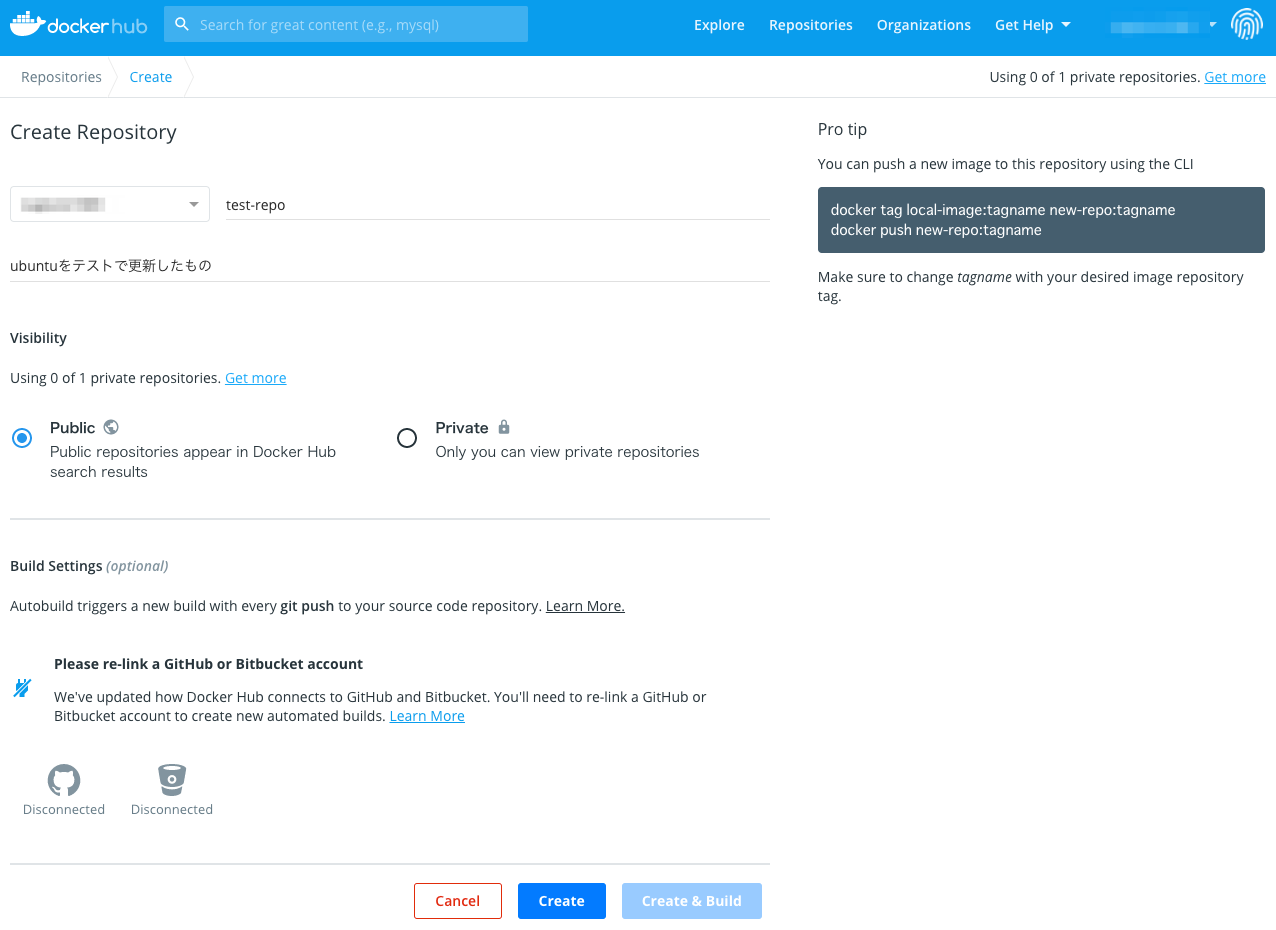 dockerhub
Search for great content (e.g., mysql)
Explore
Repositories
Organizations
Get Help
Repositories
Create
Using 0 of 1 private repositories. Get more
Create Repository
test-repo
ubuntuをテストで更新したもの
Visibility
Using 0 of 1 private repositories. Get more
Public
Public repositories appear in Docker Hub
search results
Private
Only you can view private repositories
Build Settings (optional)
Autobuild triggers a new build with every git push to your source code repository. Learn More.
Please re-link a GitHub or Bitbucket account
We've updated how Docker Hub connects to GitHub and Bitbucket. You'll need to re-link a GitHub or
Bitbucket account to create new automated builds. Learn More
Disconnected
Disconnected
Cancel
Create
Create & Build
Pro tip
You can push a new image to this repository using the CLI
docker tag local-image:tagname new-repo:tagname
docker push new-repo:tagname
Make sure to change tagname with your desired image repository
tag.